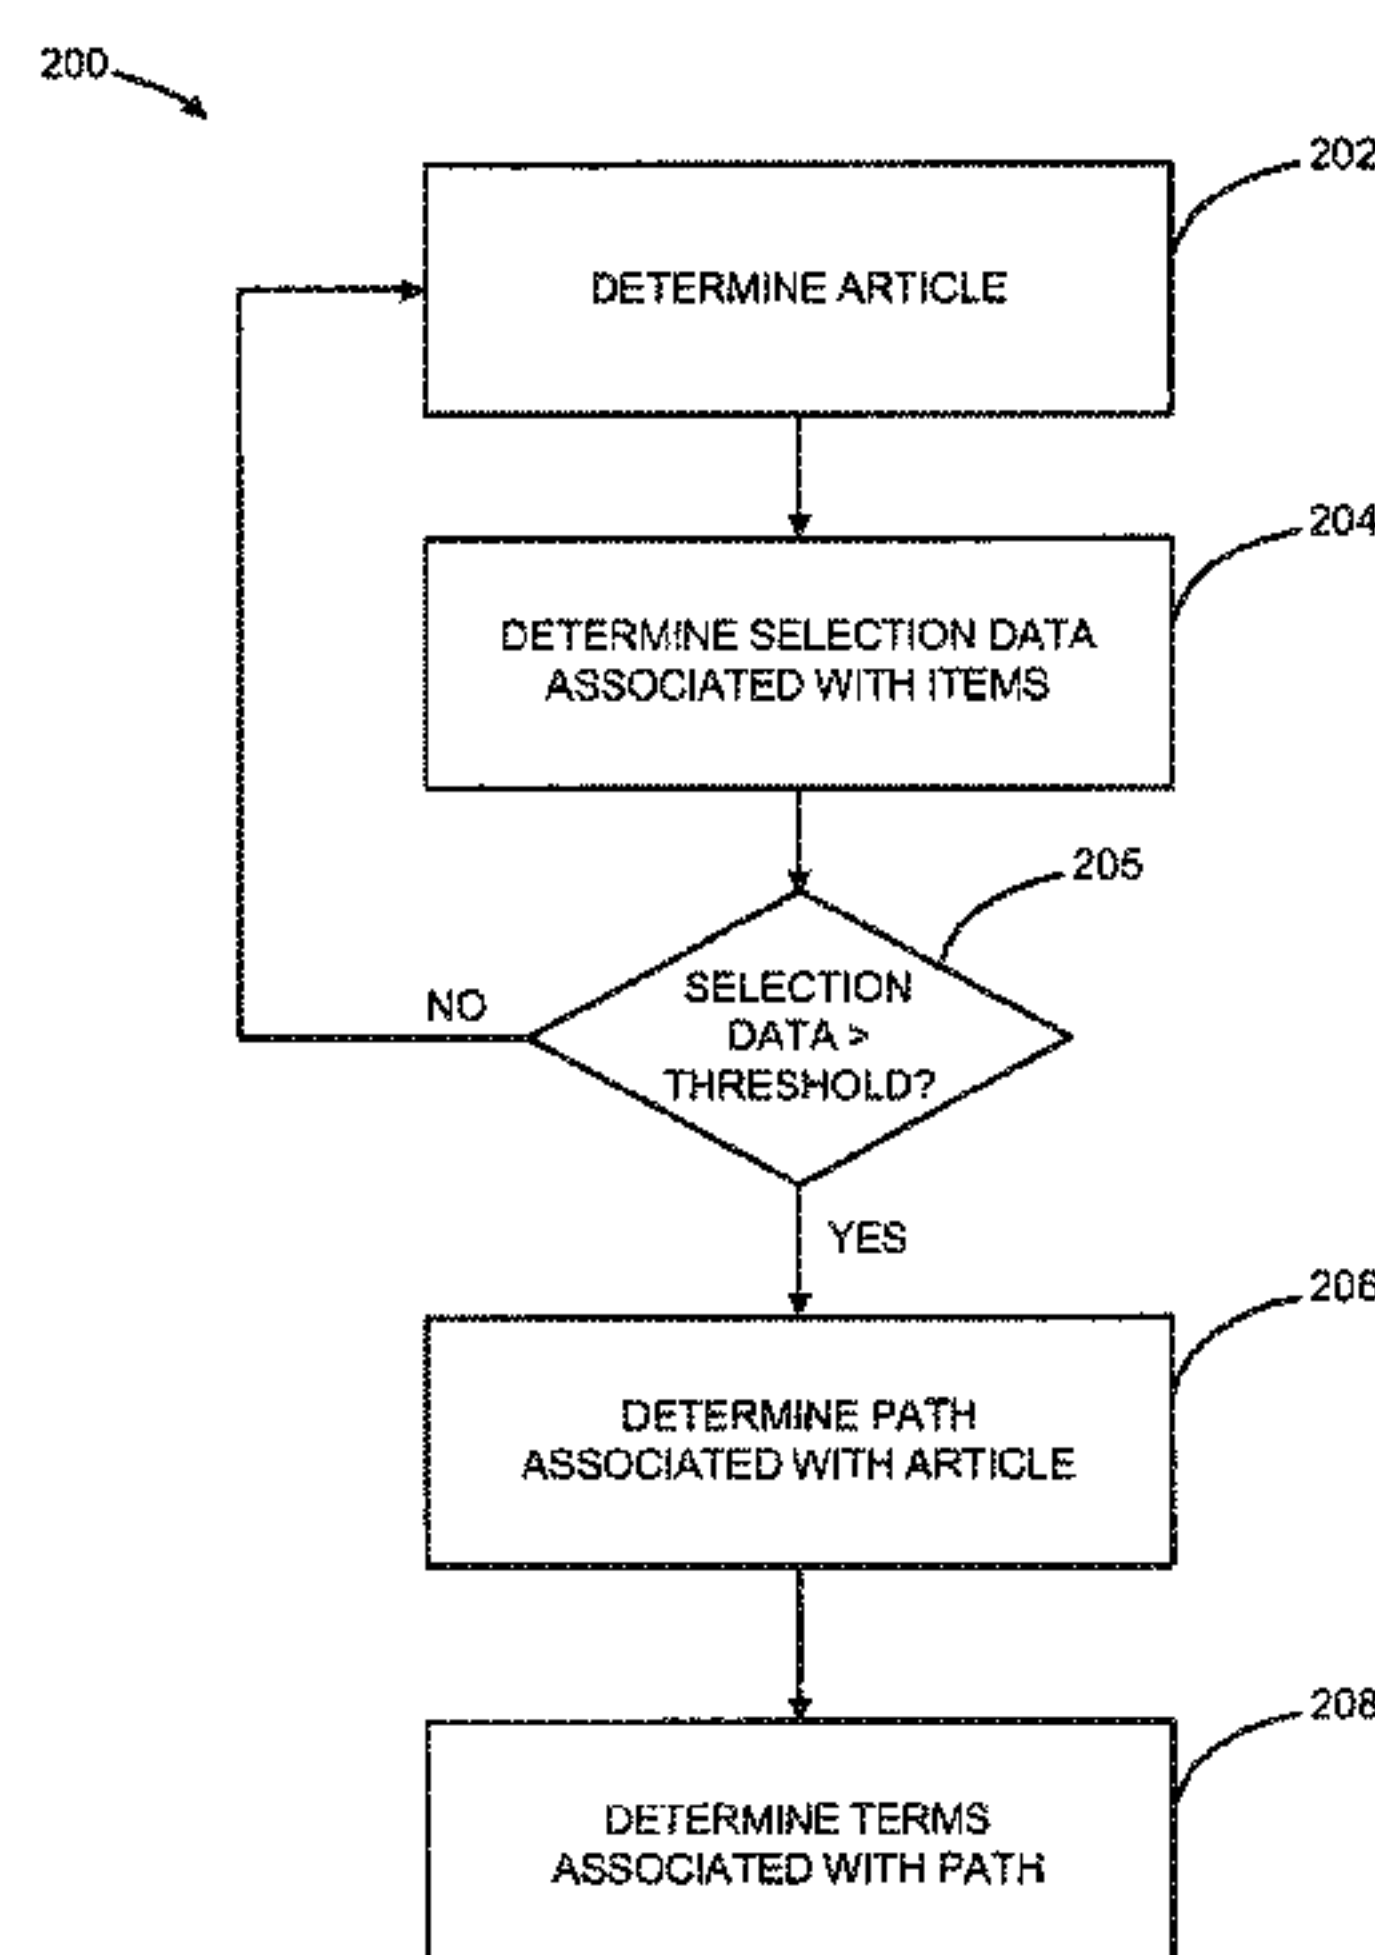 200
202
DETERMINE ARTICLE
204
DETERMINE SELECTION DATA
ASSOCIATED WITH ITEMS
205
SELECTION
DATA >
THRESHOLD?
NO
YES
206
DETERMINE PATH
ASSOCIATED WITH ARTICLE
208
DETERMINE TERMS
ASSOCIATED WITH PATH